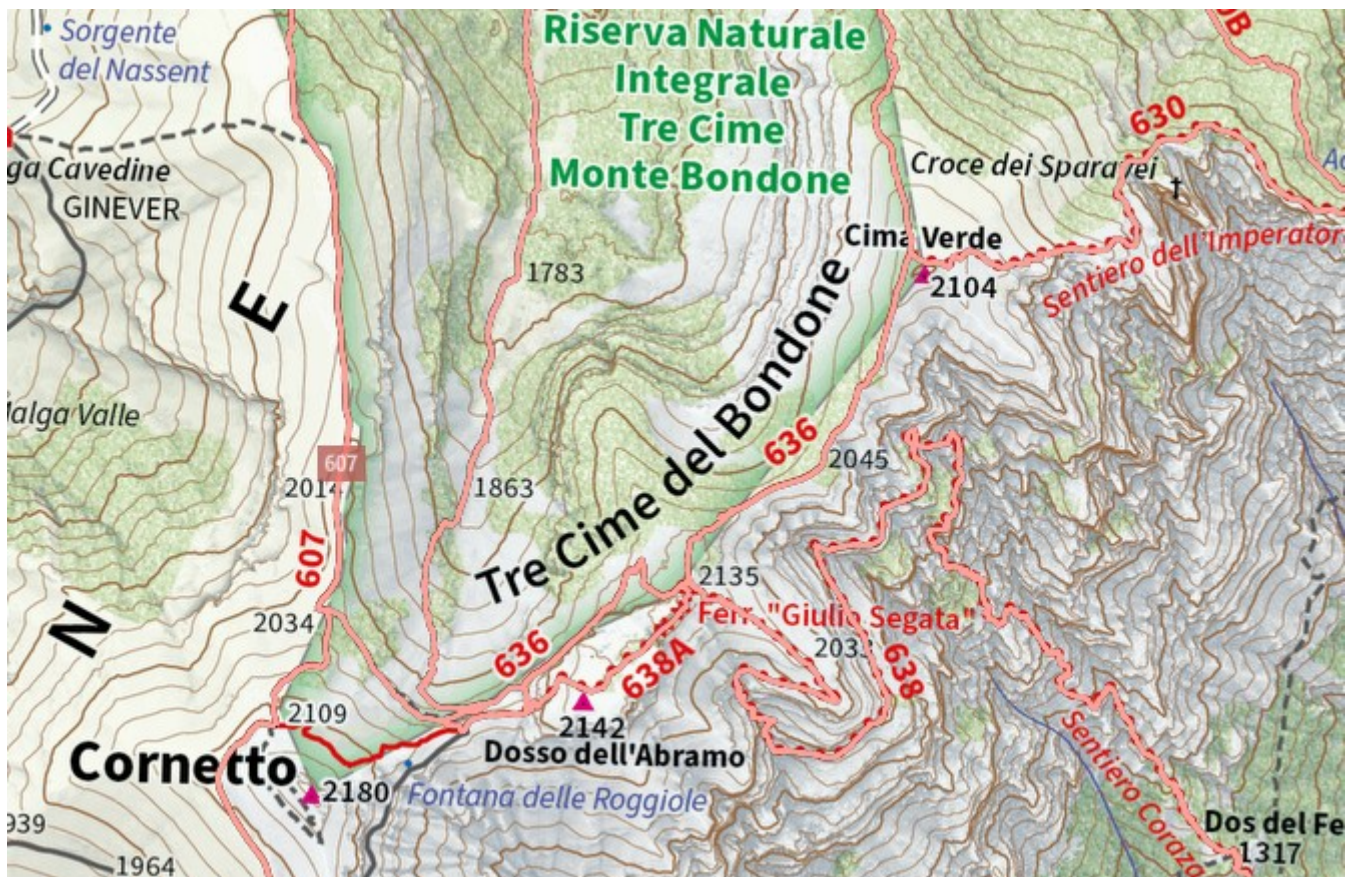 Sorgente
del Nassent
Riserva Naturale
Integrale
Tre Cime
Monte Bondone
630
Croce dei Sparavei
ga Cavedine
GINEVER
Cima Verde
2104
Sentiero dell'Imperator
1783
E
Malga Valle
607
2014
1863
636
2045
Tre Cime del Bondone
607
N
2034
2135
Ferr. "Giulio Segata"
2033
638
636
638A
2109
2142
Dosso dell'Abramo
Cornetto
2180
Fontana delle Roggiole
Sentiero Coraza
Dos del Fe
1317
939
1964